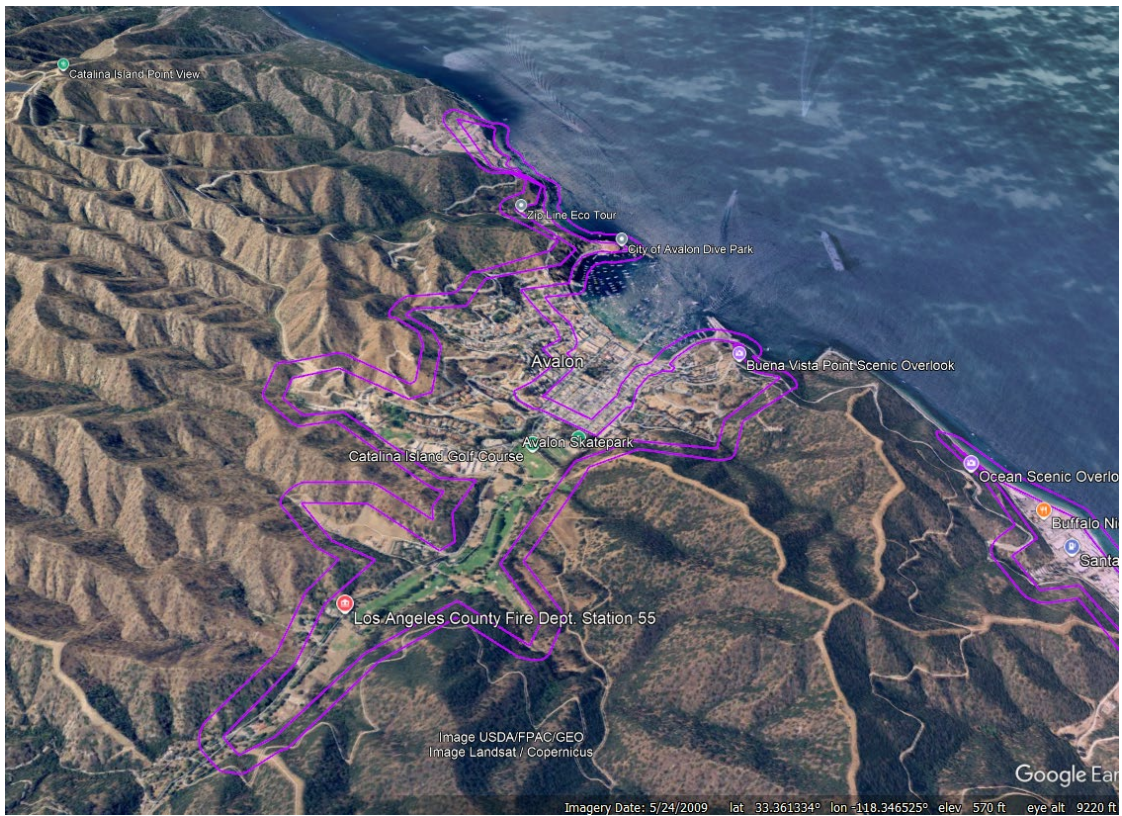 Catalina Island Point View
Zip Line Eco Tour
City of Avalon Dive Park
Avalon
Buena Vista Point Scenic Overlook
Avalon Skatepark
Catalina Island Golf Course
Ocean Scenic Overlo
Buffalo Ni
Santa
Los Angeles County Fire Dept. Station 55
Image USDA/FPAC/GEO
Image Landsat / Copernicus
Google Ear
Imagery Date: 5/24/2009 lat 33.361334° lon -118.346525° elev 570 ft eye alt 9220 ft